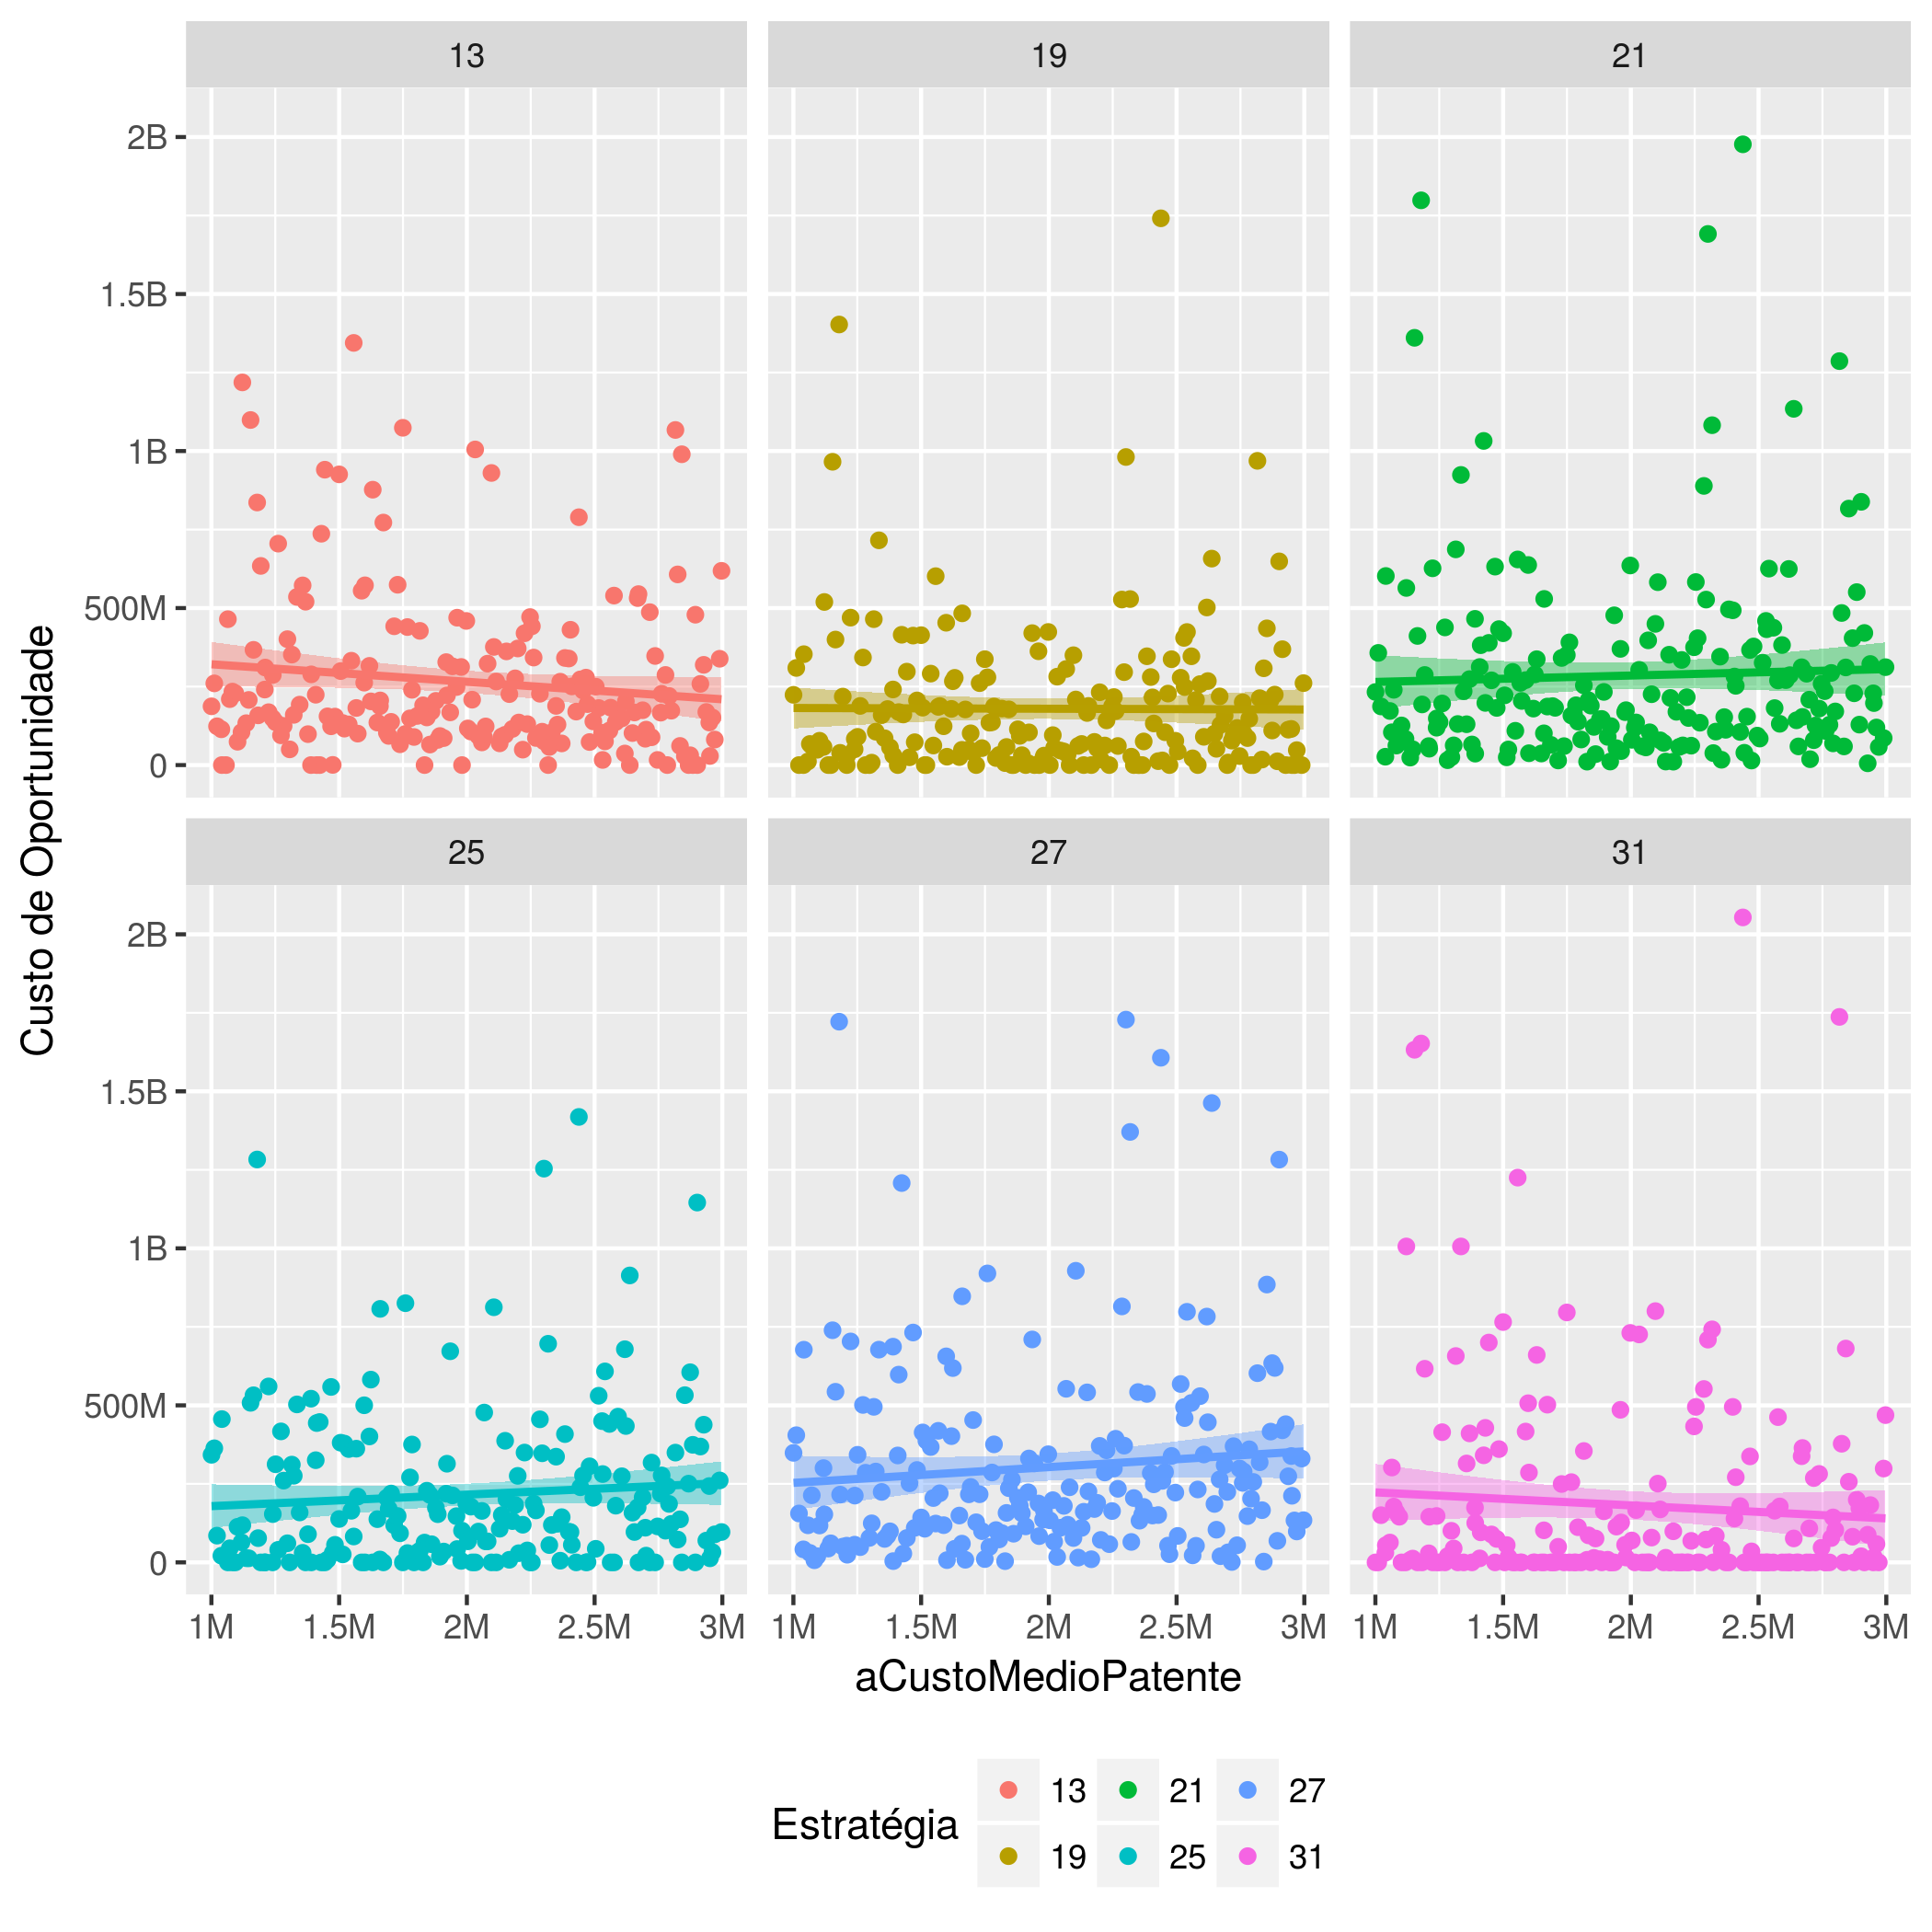 13 19 21
2B
1.5B
1B
500M
0
25 27 31
2B
1.5B
1B
500M
0
Custo de Oportunidade
1M 1.5M 2M 2.5M 3M 1M 1.5M 2M 2.5M 3M 1M 1.5M 2M 2.5M 3M
aCustoMedioPatente
Estratégia
13 21 27
19 25 31